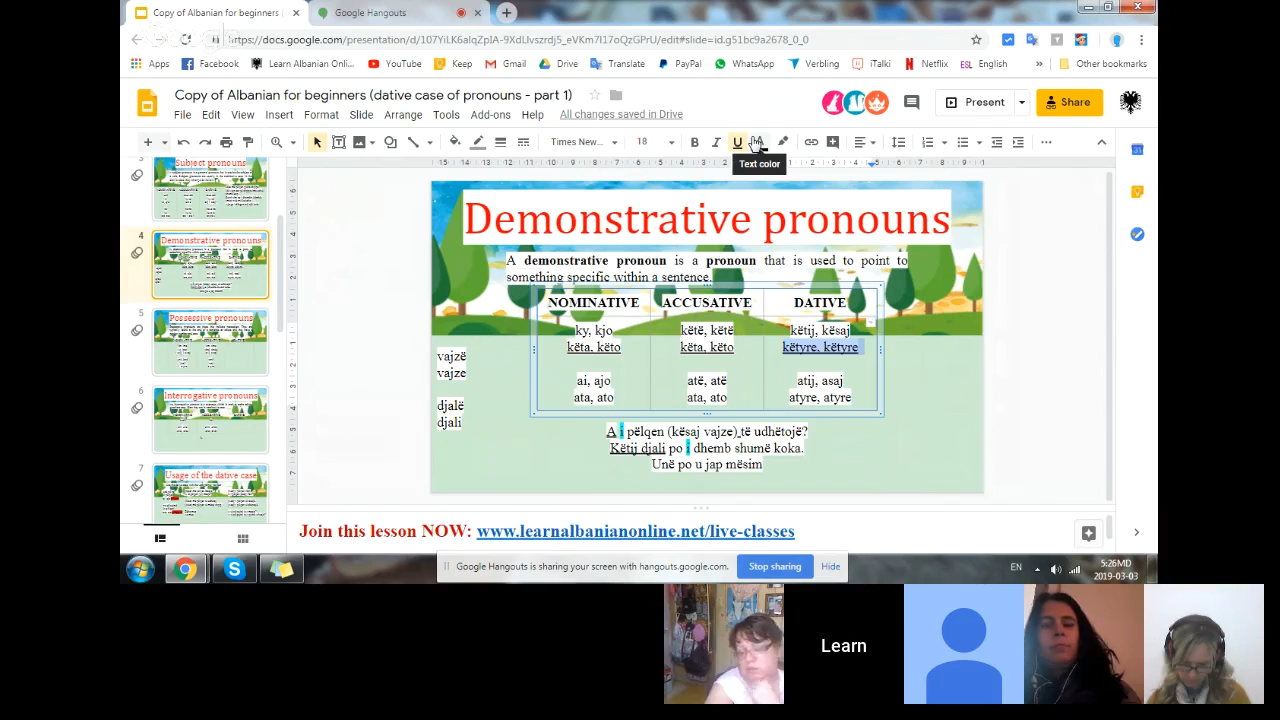 Copy of Albanian for beginners (
Google Hangouts
https://docs.google.com/presentation/d/107YiLK6alqZpIA-9XdLlvszrdj5_eVKm7I17oQzGPrU/edit#slide=id.g51bc9a2678_0_0
Apps Facebook Learn Albanian Onli.. YouTube Keep Gmail Drive Translate PayPal WhatsApp Verbling iTalki Netflix ESL English » Other bookmarks
Copy of Albanian for beginners (dative case of pronouns - part 1)
Present
Share
File Edit View Insert Format Slide Arrange Tools Add-ons Help All changes saved in Drive
Times New... 18 B I U
Text color
3
Subject pronouns
4
Demonstrative pronouns
5
Possessive pronouns
6
Interrogative pronouns
7
Usage of the dative case
Demonstrative pronouns
A demonstrative pronoun is a pronoun that is used to point to
something specific within a sentence.
NOMINATIVE ACCUSATIVE DATIVE
ky, kjo këtë, këtë këtij, kësaj
këta, këto këta, këto këtyre, këtyre
vajzë
vajze
ai, ajo atë, atë atij, asaj
ata, ato ata, ato atyre, atyre
djalë
djali
A i pëlqen (kësaj vajze) të udhëtojë?
Këtij djali po i dhemb shumë koka.
Unë po u jap mësim
Join this lesson NOW: www.learnalbanianonline.net/live-classes
Google Hangouts is sharing your screen with hangouts.google.com. Stop sharing Hide
EN
5:26MD
2019-03-03
Learn